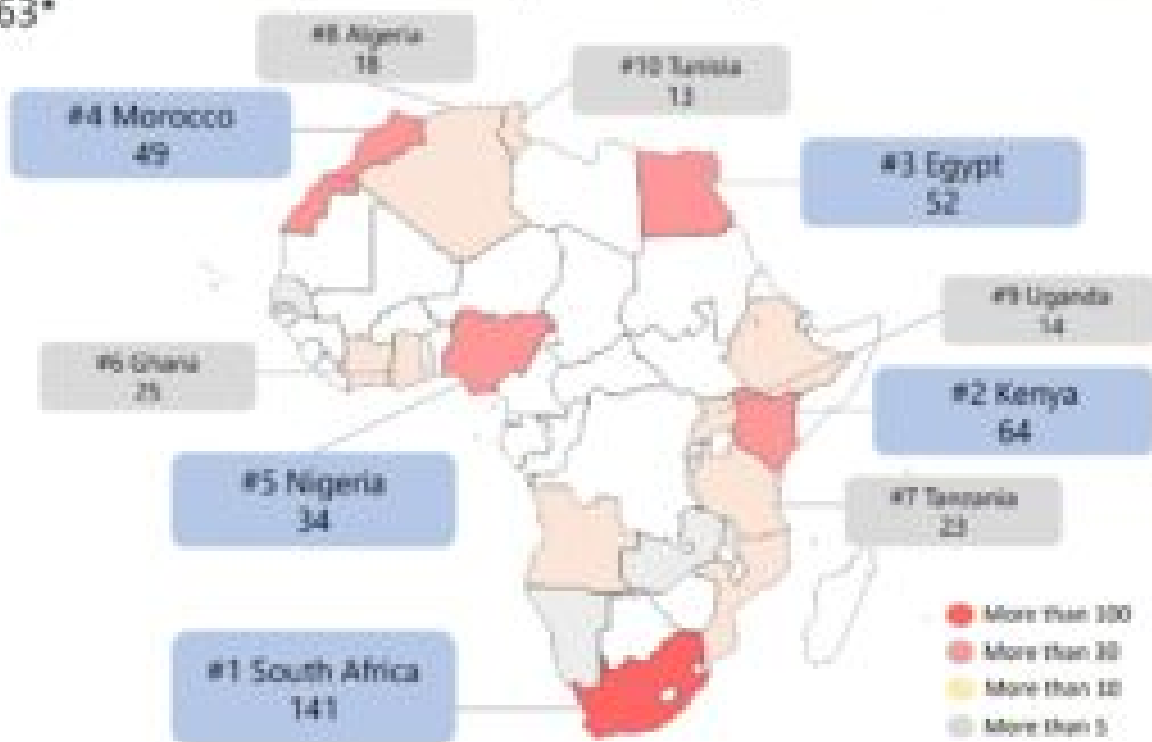 63*
#8 Algeria
18
#10 Tunisia
13
#4 Morocco
49
#3 Egypt
52
#9 Uganda
14
#6 Ghana
25
#2 Kenya
64
#5 Nigeria
34
#7 Tanzania
23
#1 South Africa
141
More than 100
More than 30
More than 10
More than 5